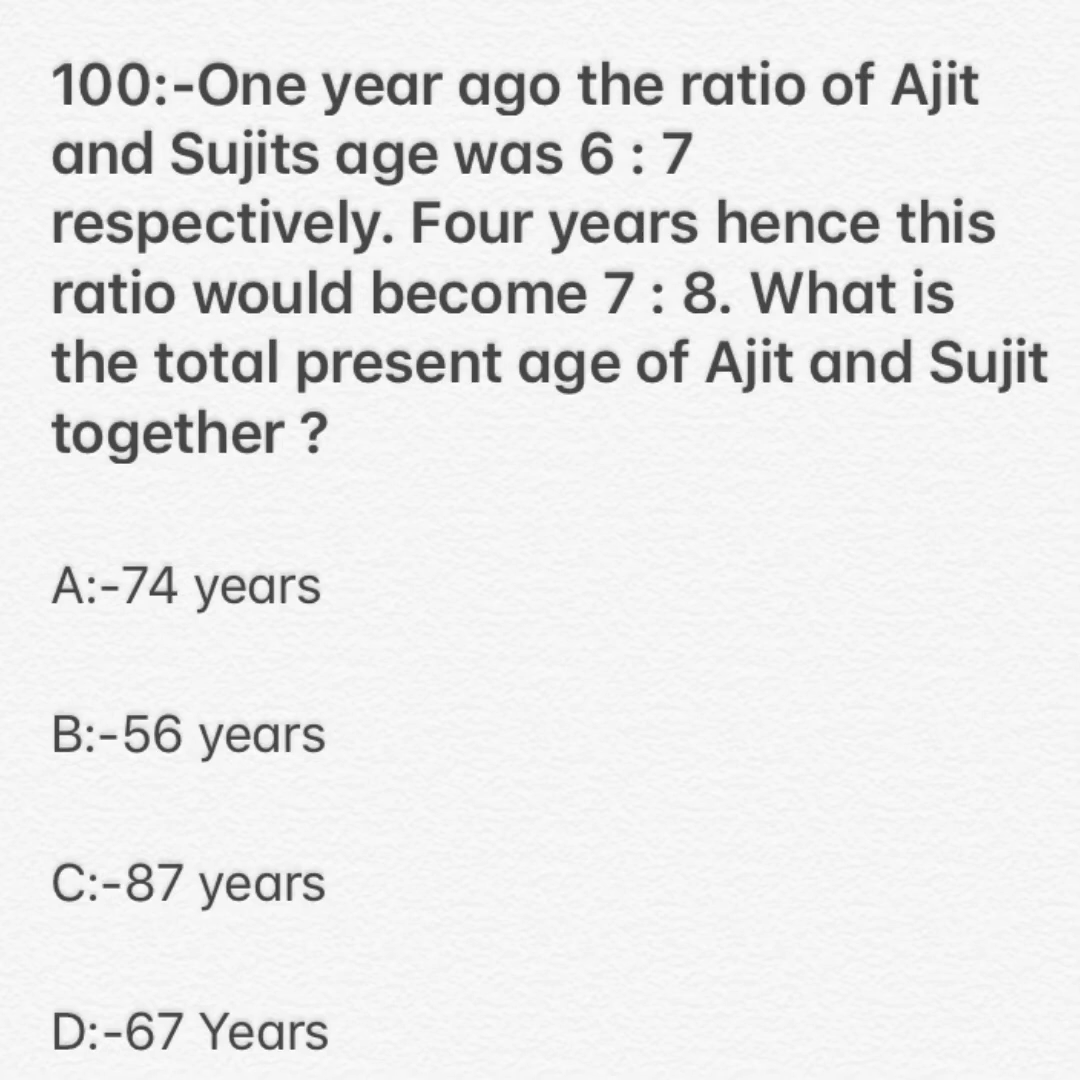 100:-One year ago the ratio of Ajit
and Sujits age was 6 : 7
respectively. Four years hence this
ratio would become 7 : 8. What is
the total present age of Ajit and Sujit
together ?
A:-74 years
B:-56 years
C:-87 years
D:-67 Years